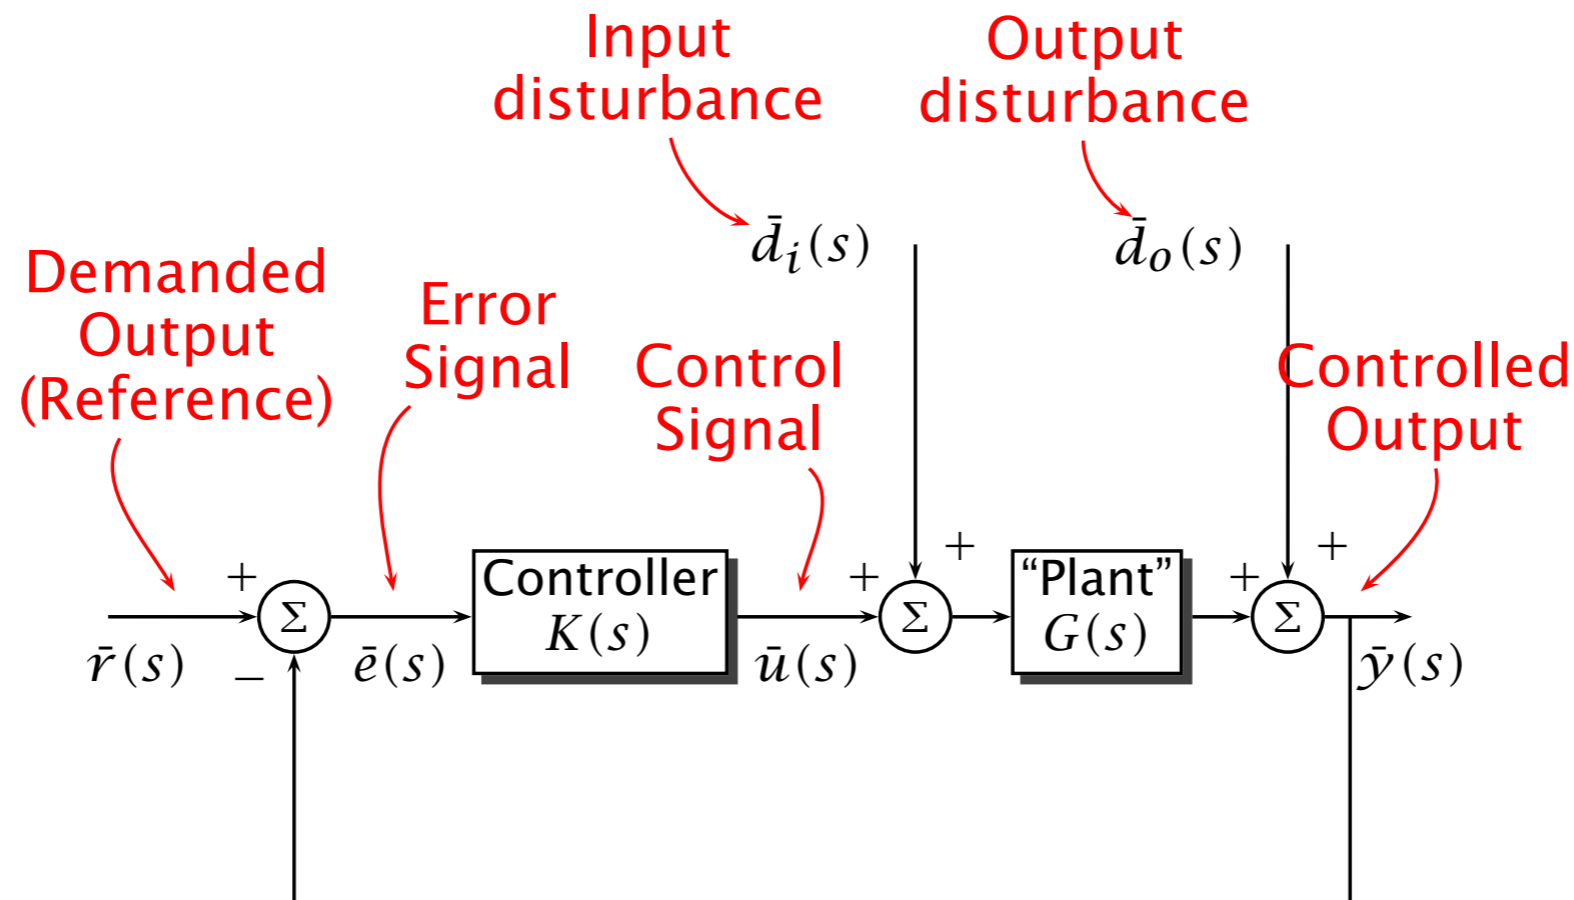 Input
disturbance
Output
disturbance
d̄ᵢ(s)
d̄ₒ(s)
Demanded
Output
(Reference)
Error
Signal
Control
Signal
Controlled
Output
+
Σ
−
r̄(s)
ē(s)
Controller
K(s)
ū(s)
+
+
Σ
“Plant”
G(s)
+
+
Σ
ȳ(s)